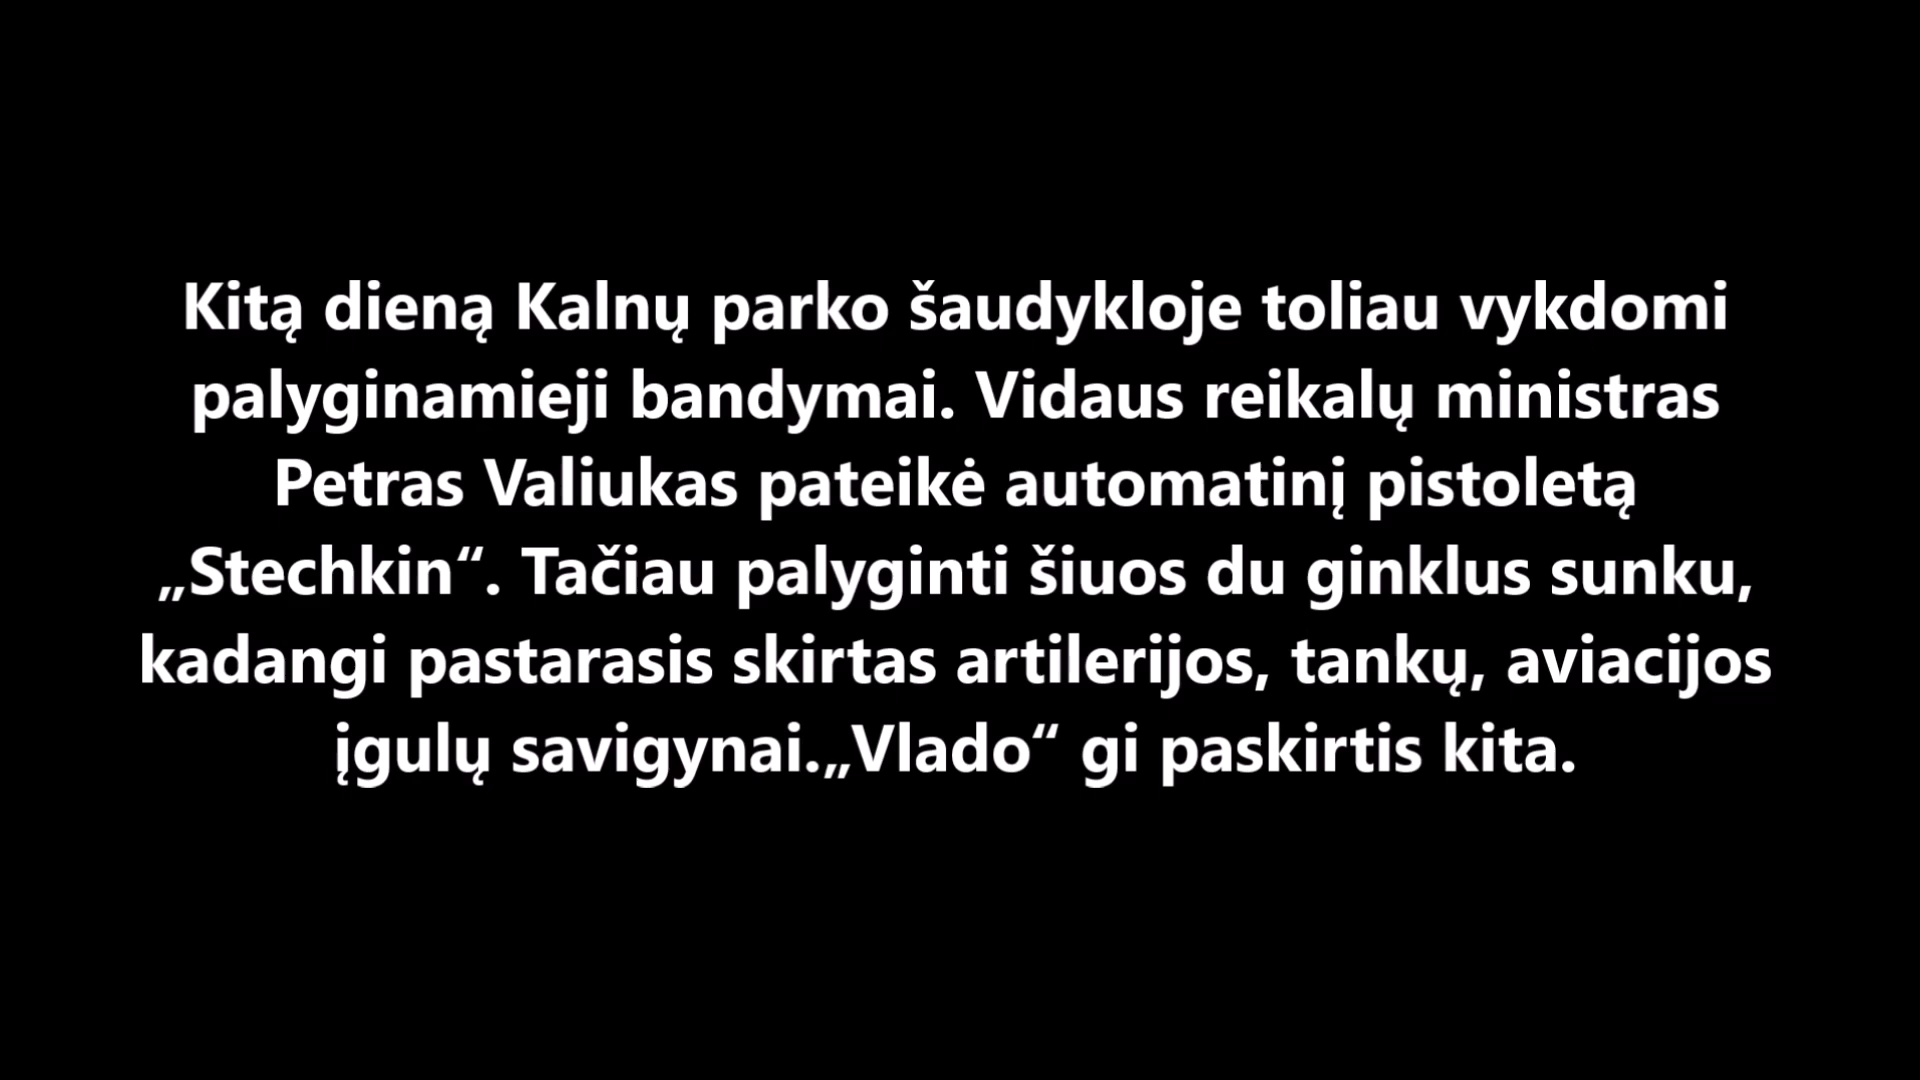 Kitą dieną Kalnų parko šaudykloje toliau vykdomi
palyginamieji bandymai. Vidaus reikalų ministras
Petras Valiukas pateikė automatinį pistoletą
„Stechkin“. Tačiau palyginti šiuos du ginklus sunku,
kadangi pastarasis skirtas artilerijos, tankų, aviacijos
įgulų savigynai.„Vlado“ gi paskirtis kita.